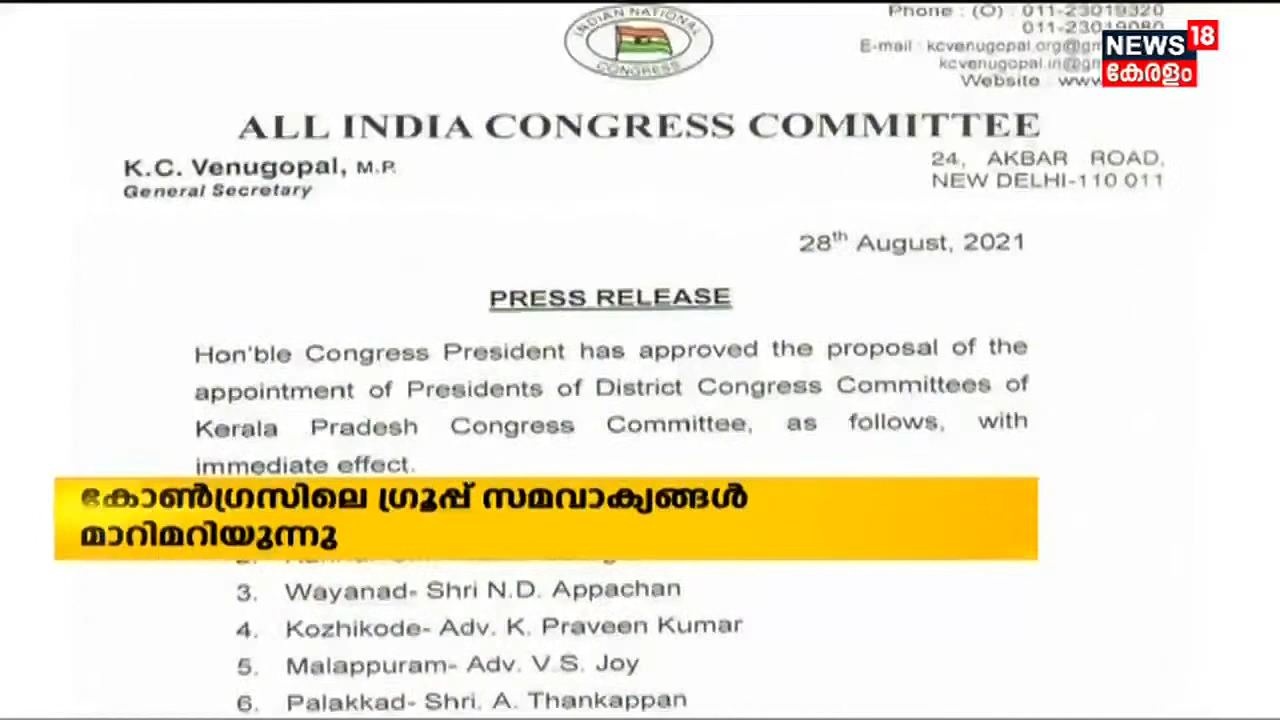 INDIAN NATIONAL CONGRESS
Phone : (O) : 011-23019320
011-23019080
E-mail : kcvenugopal.org@gm
kcvenugopal.in@gm
Website : www.
NEWS 18
കേരളം
ALL INDIA CONGRESS COMMITTEE
K.C. Venugopal, M.P.
General Secretary
24, AKBAR ROAD,
NEW DELHI-110 011
28th August, 2021
PRESS RELEASE
Hon'ble Congress President has approved the proposal of the
appointment of Presidents of District Congress Committees of
Kerala Pradesh Congress Committee, as follows, with
immediate effect.
കോൺഗ്രസിലെ ഗ്രൂപ്പ് സമവാക്യങ്ങൾ
മാറിമറിയുന്നു
3. Wayanad- Shri N.D. Appachan
4. Kozhikode- Adv. K. Praveen Kumar
5. Malappuram- Adv. V.S. Joy
6. Palakkad- Shri. A. Thankappan